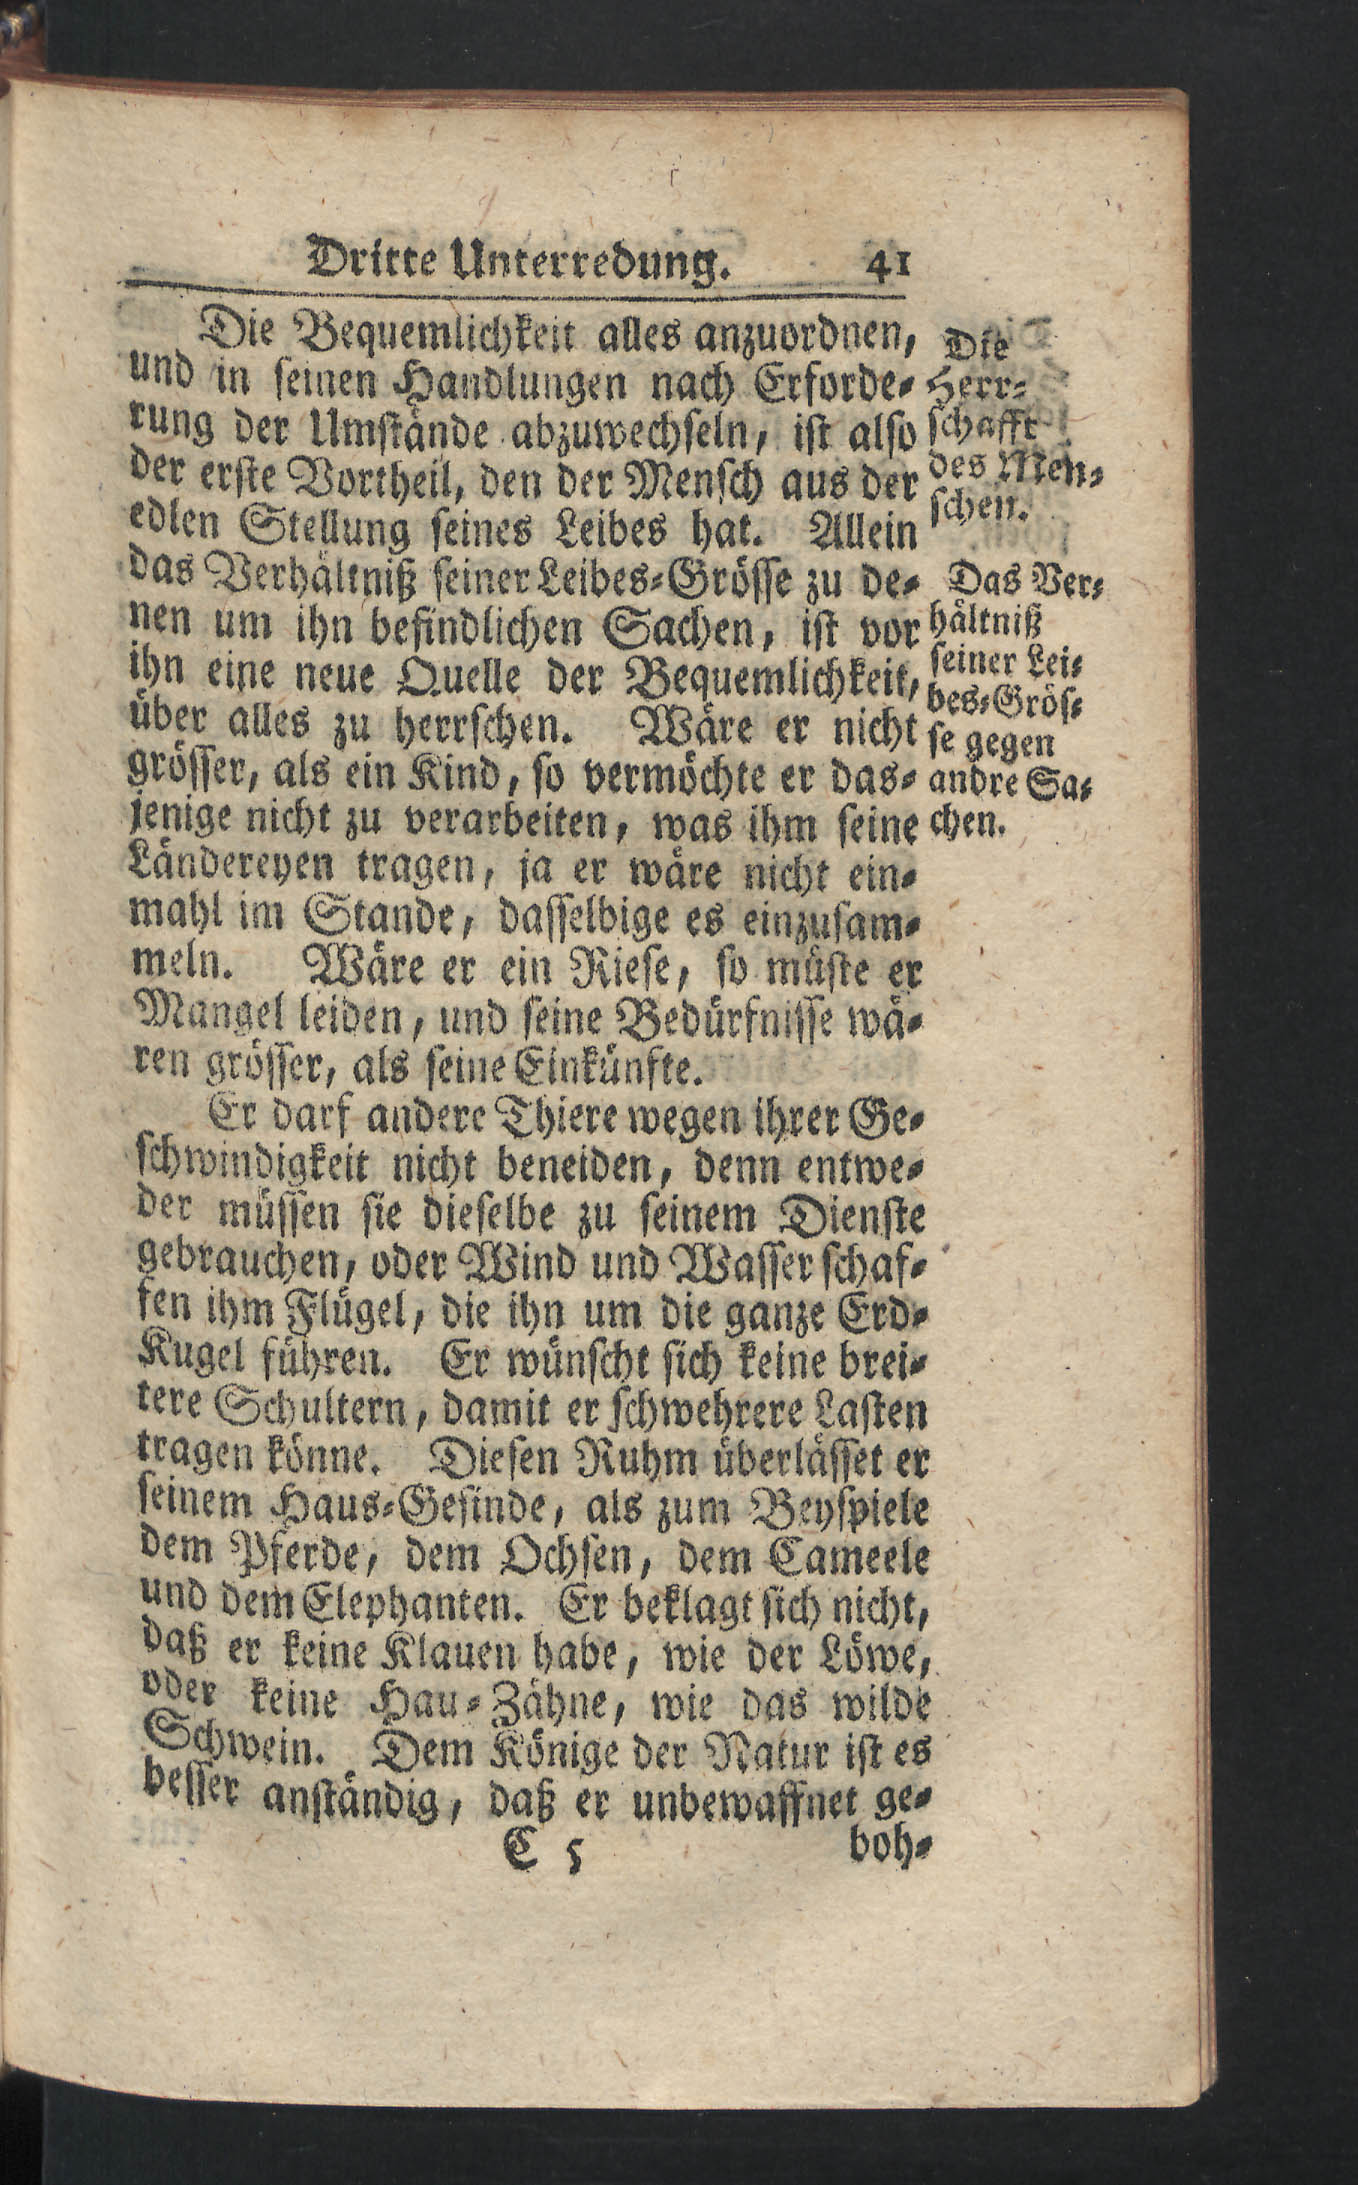 Dritte Unterredung. 41
Die Bequemlichkeit alles anzuordnen,
und in seinen Handlungen nach Erforde-
rung der Umstände abzuwechseln, ist also
der erste Vortheil, den der Mensch aus der
edlen Stellung seines Leibes hat. Allein
das Verhältniß seiner Leibes-Grösse zu de-
nen um ihn befindlichen Sachen, ist vor
ihn eine neue Quelle der Bequemlichkeit,
über alles zu herrschen. Wäre er nicht
grösser, als ein Kind, so vermöchte er das-
jenige nicht zu verarbeiten, was ihm seine
Ländereyen tragen, ja er wäre nicht ein-
mahl im Stande, dasselbige es einzusam-
meln. Wäre er ein Riese, so müste er
Mangel leiden, und seine Bedürfnisse wä-
ren grösser, als seine Einkünfte.
Er darf andere Thiere wegen ihrer Ge-
schwindigkeit nicht beneiden, denn entwe-
der müssen sie dieselbe zu seinem Dienste
gebrauchen, oder Wind und Wasser schaf-
fen ihm Flügel, die ihn um die ganze Erd-
Kugel führen. Er wünscht sich keine brei-
tere Schultern, damit er schwehrere Lasten
tragen könne. Diesen Ruhm überlässet er
seinem Haus-Gesinde, als zum Beyspiele
dem Pferde, dem Ochsen, dem Cameele
und dem Elephanten. Er beklagt sich nicht,
daß er keine Klauen habe, wie der Löwe,
oder keine Hau-Zähne, wie das wilde
Schwein. Dem Könige der Natur ist es
besser anständig, daß er unbewaffnet ge-
C 5 boh-
Die
Herr-
schafft
des Men-
schen.
Das Ver-
hältniß
seiner Lei-
bes-Grös-
se gegen
andre Sa-
chen.